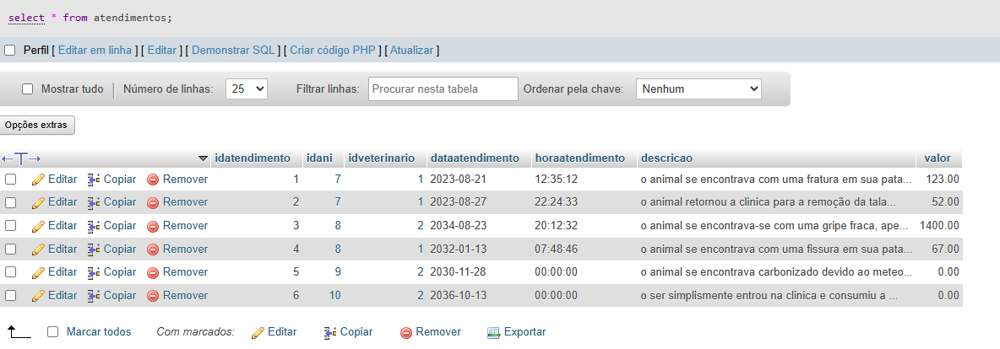 select * from atendimentos;
Perfil [ Editar em linha ] [ Editar ] [ Demonstrar SQL ] [ Criar código PHP ] [ Atualizar ]
Mostrar tudo Número de linhas: 25 Filtrar linhas: Procurar nesta tabela Ordenar pela chave: Nenhum
Opções extras
←T→ idatendimento idani idveterinario dataatendimento horaatendimento descricao valor
Editar Copiar Remover 1 7 1 2023-08-21 12:35:12 o animal se encontrava com uma fratura em sua pata... 123.00
Editar Copiar Remover 2 7 1 2023-08-27 22:24:33 o animal retornou a clinica para a remoção da tala... 52.00
Editar Copiar Remover 3 8 2 2034-08-23 20:12:32 o animal se encontrava-se com uma gripe fraca, ape... 1400.00
Editar Copiar Remover 4 8 1 2032-01-13 07:48:46 o animal se encontrava com uma fissura em sua pata... 67.00
Editar Copiar Remover 5 9 2 2030-11-28 00:00:00 o animal se encontrava carbonizado devido ao meteo... 0.00
Editar Copiar Remover 6 10 2 2036-10-13 00:00:00 o ser simplismente entrou na clinica e consumiu a ... 0.00
Marcar todos Com marcados: Editar Copiar Remover Exportar